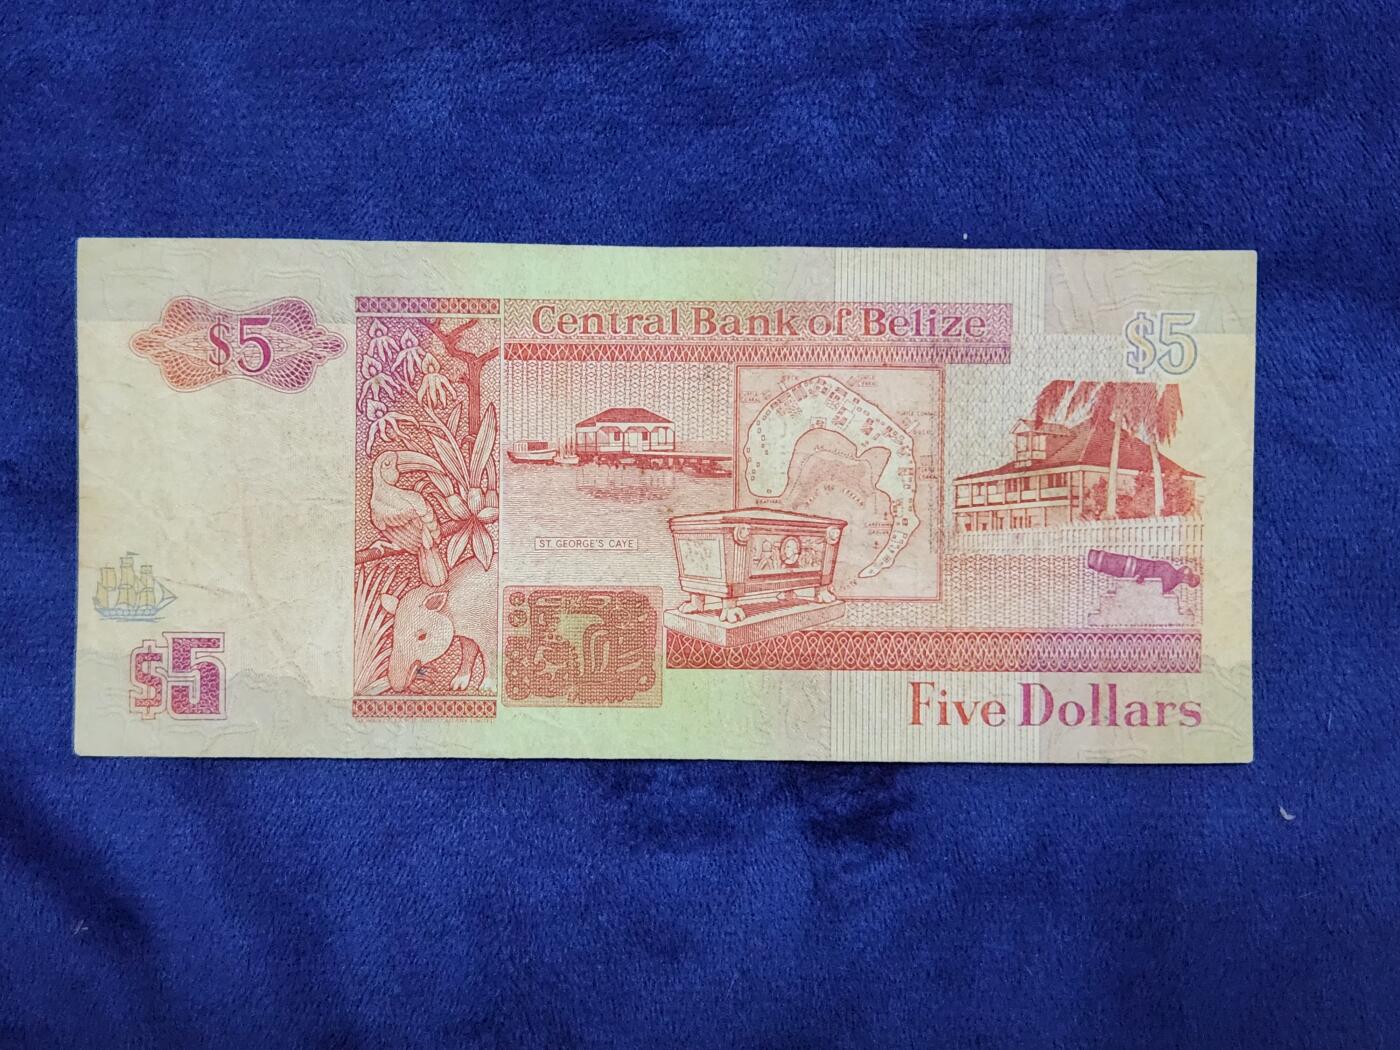 $5
Central Bank of Belize
$5
ST GEORGE'S CAYE
$5
Five Dollars